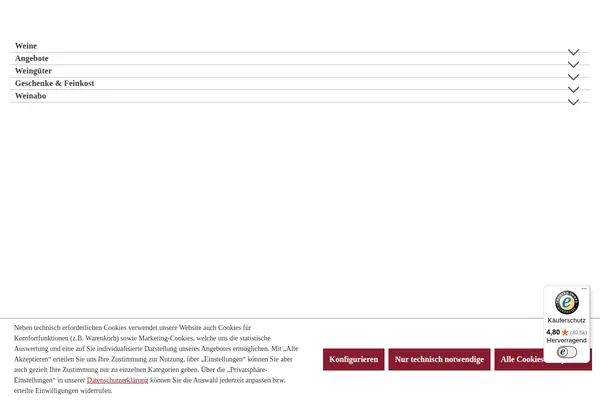 Weine
Angebote
Weingüter
Geschenke & Feinkost
Weinabo
Neben technisch erforderlichen Cookies verwendet unsere Website auch Cookies für
Komfortfunktionen (z.B. Warenkorb) sowie Marketing-Cookies, welche uns die statistische
Auswertung und eine auf Sie individualisierte Darstellung unseres Angebotes ermöglichen. Mit „Alle
Akzeptieren“ erteilen Sie uns Ihre Zustimmung zur Nutzung, über „Einstellungen“ können Sie aber
auch gezielt Ihre Zustimmung nur zu einzelnen Kategorien geben. Über die „Privatsphäre-
Einstellungen“ in unserer Datenschutzerklärung können Sie die Auswahl jederzeit anpassen bzw.
erteilte Einwilligungen widerrufen.
Konfigurieren
Nur technisch notwendige
Alle Cookies
Käuferschutz
4,80 ★ (30.5k)
Hervorragend